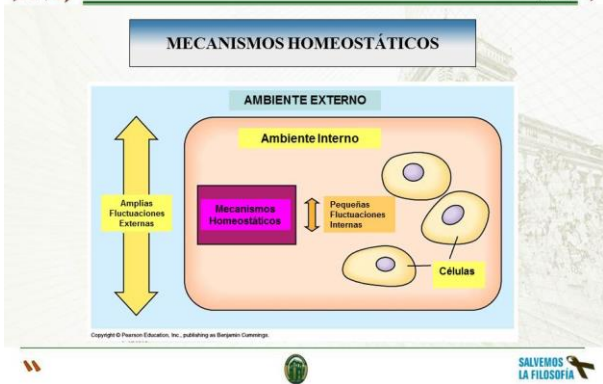 MECANISMOS HOMEOSTÁTICOS
AMBIENTE EXTERNO
Ambiente Interno
Amplias
Fluctuaciones
Externas
Mecanismos
Homeostáticos
Pequeñas
Fluctuaciones
Internas
Células
Copyright © Pearson Education, Inc., publishing as Benjamin Cummings.
SALVEMOS
LA FILOSOFÍA